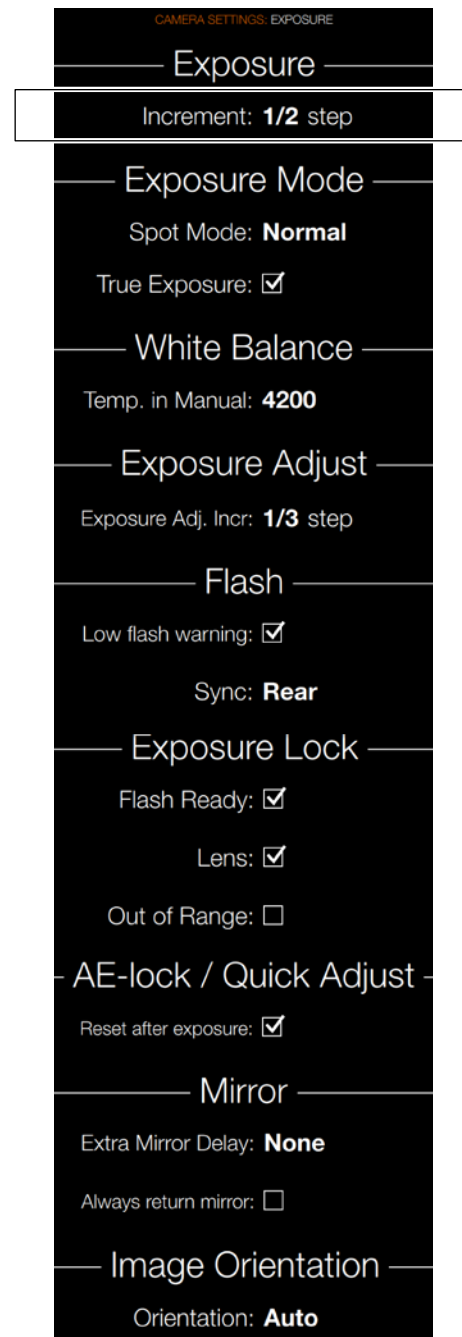 CAMERA SETTINGS: EXPOSURE
Exposure
Increment: 1/2 step
Exposure Mode
Spot Mode: Normal
True Exposure:
White Balance
Temp. in Manual: 4200
Exposure Adjust
Exposure Adj. Incr: 1/3 step
Flash
Low flash warning:
Sync: Rear
Exposure Lock
Flash Ready:
Lens:
Out of Range:
AE-lock / Quick Adjust
Reset after exposure:
Mirror
Extra Mirror Delay: None
Always return mirror:
Image Orientation
Orientation: Auto